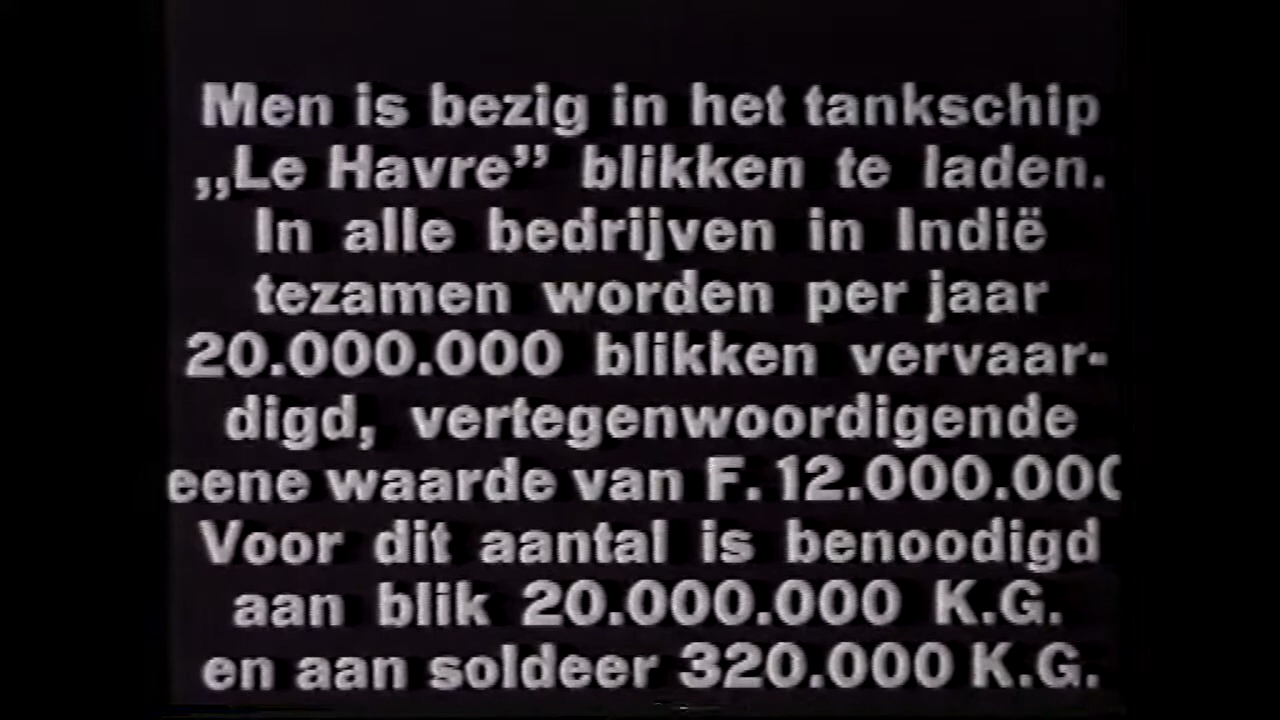 Men is bezig in het tankschip
„Le Havre” blikken te laden.
In alle bedrijven in Indië
tezamen worden per jaar
20.000.000 blikken vervaar-
digd, vertegenwoordigende
eene waarde van F. 12.000.000
Voor dit aantal is benoodigd
aan blik 20.000.000 K.G.
en aan soldeer 320.000 K.G.